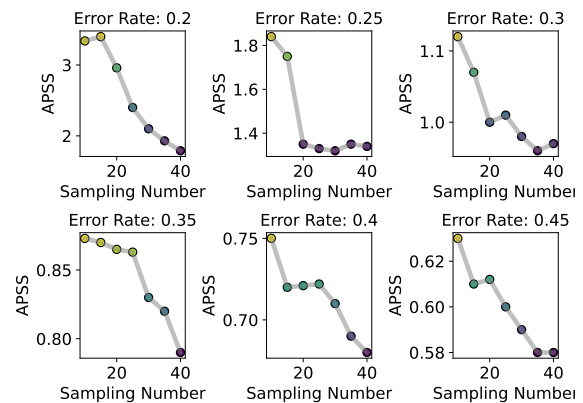 Error Rate: 0.2
Error Rate: 0.25
Error Rate: 0.3
APSS
3
2
APSS
1.8
1.6
1.4
APSS
1.1
1.0
20
40
20
40
20
40
Sampling Number
Sampling Number
Sampling Number
Error Rate: 0.35
Error Rate: 0.4
Error Rate: 0.45
APSS
0.85
0.80
APSS
0.75
0.70
APSS
0.62
0.60
0.58
20
40
20
40
20
40
Sampling Number
Sampling Number
Sampling Number